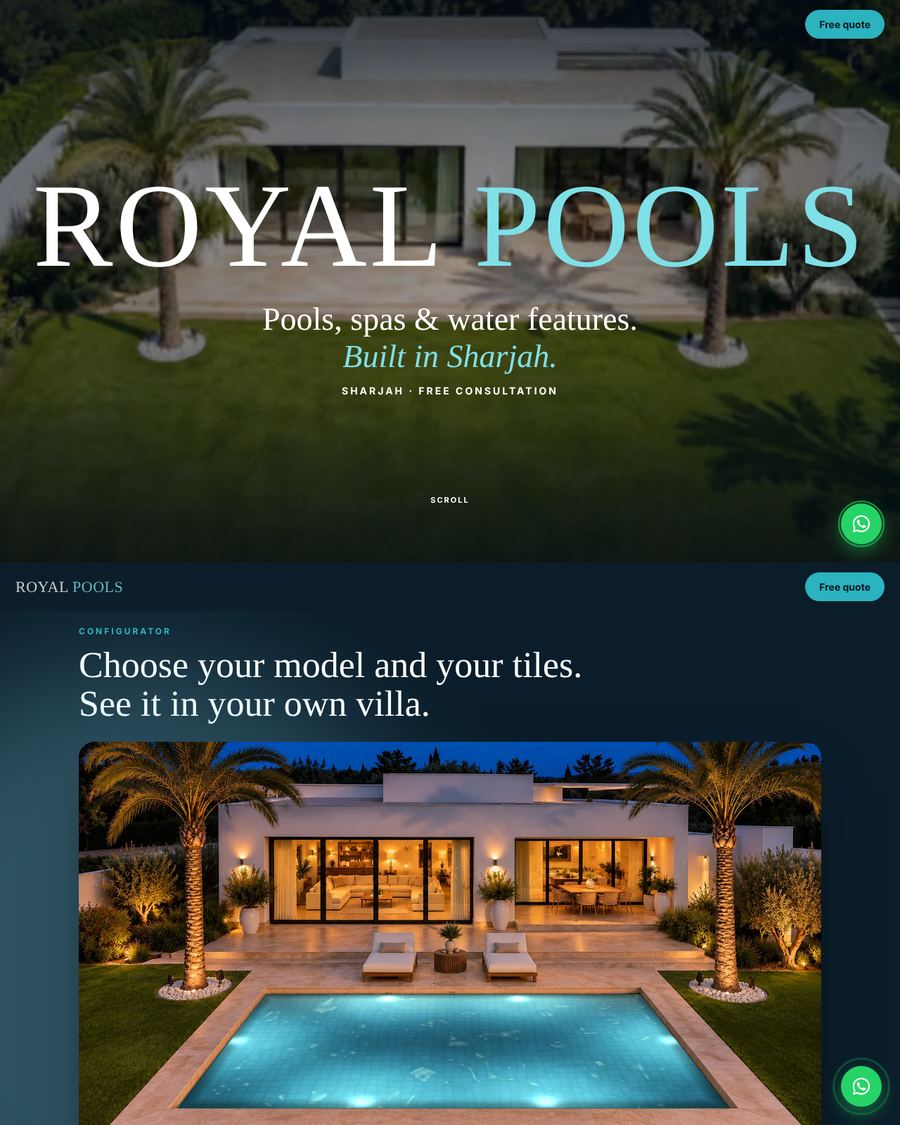 Free quote
ROYAL POOLS
Pools, spas & water features.
Built in Sharjah.
SHARJAH · FREE CONSULTATION
SCROLL
ROYAL POOLS
Free quote
CONFIGURATOR
Choose your model and your tiles.
See it in your own villa.